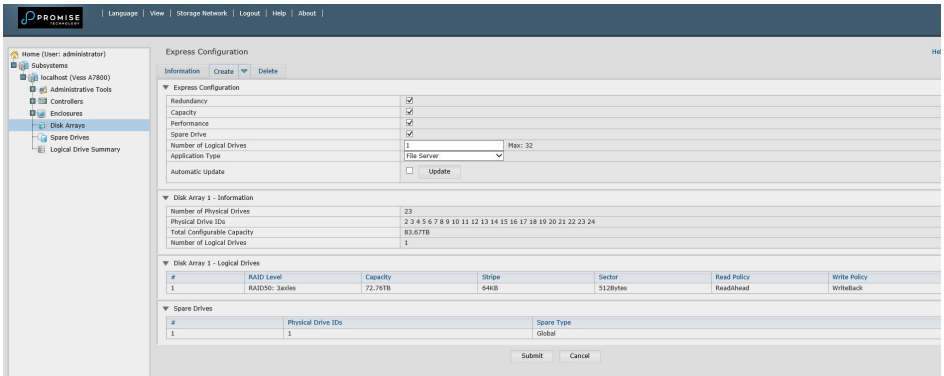 PROMISE
TECHNOLOGY
| Language | View | Storage Network | Logout | Help | About |
Home (User: administrator)
Subsystems
localhost (Vess A7800)
Administrative Tools
Controllers
Enclosures
Disk Arrays
Spare Drives
Logical Drive Summary
Express Configuration
Hel
Information Create Delete
Express Configuration
Redundancy
Capacity
Performance
Spare Drive
Number of Logical Drives 1 Max: 32
Application Type File Server
Automatic Update Update
Disk Array 1 - Information
Number of Physical Drives 23
Physical Drive IDs 2 3 4 5 6 7 8 9 10 11 12 13 14 15 16 17 18 19 20 21 22 23 24
Total Configurable Capacity 83.67TB
Number of Logical Drives 1
Disk Array 1 - Logical Drives
# RAID Level Capacity Stripe Sector Read Policy Write Policy
1 RAID50: 3axles 72.76TB 64KB 512Bytes ReadAhead WriteBack
Spare Drives
# Physical Drive IDs Spare Type
1 1 Global
Submit Cancel